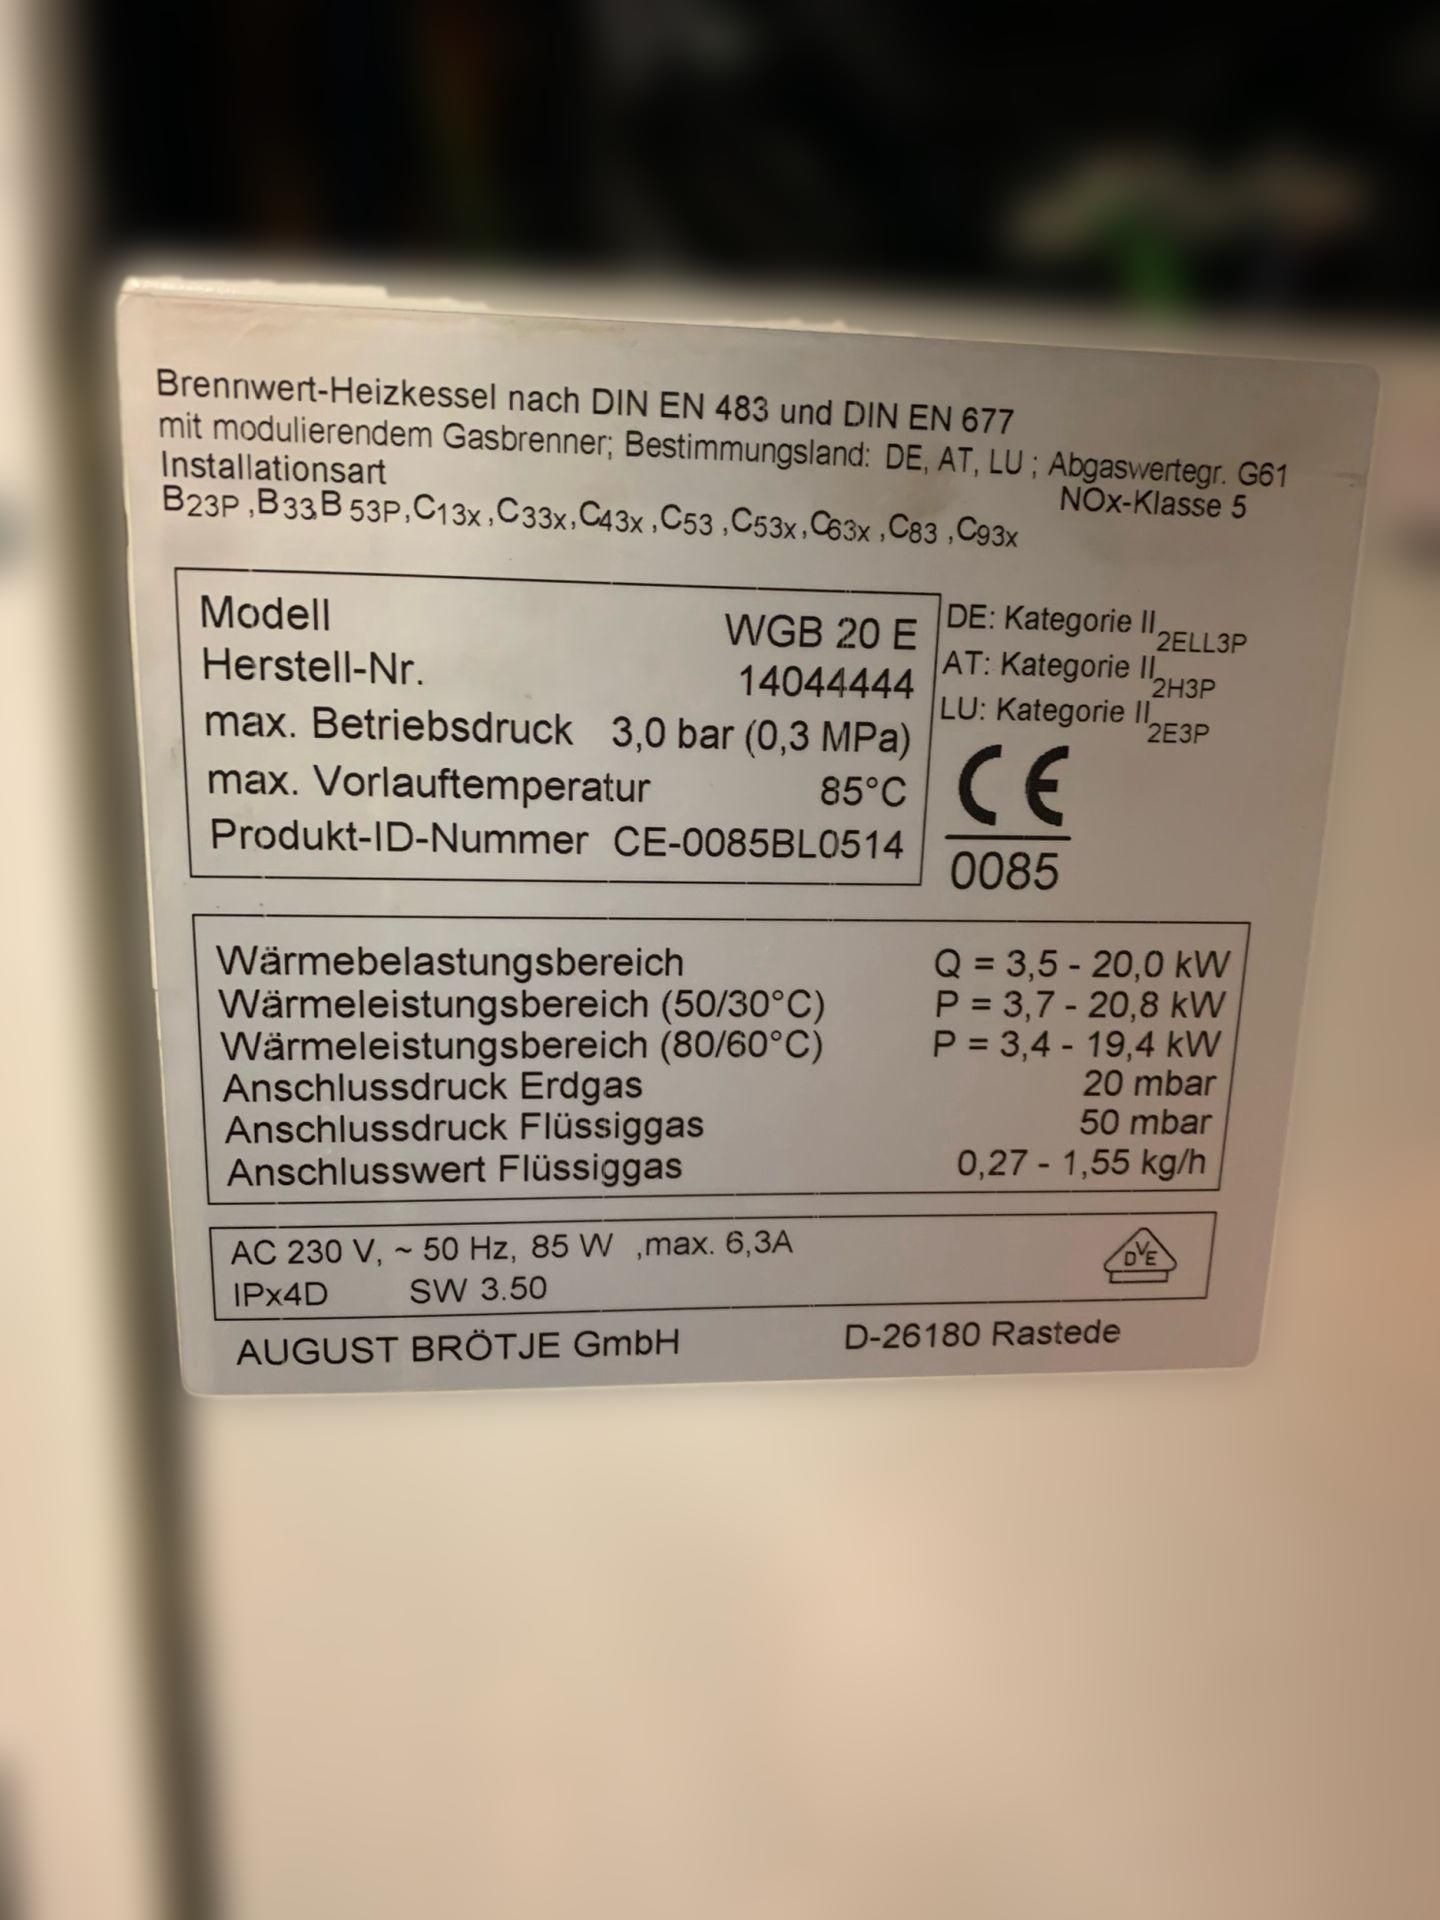 Brennwert-Heizkessel nach DIN EN 483 und DIN EN 677
mit modulierendem Gasbrenner; Bestimmungsland: DE, AT, LU ; Abgaswertegr. G61
Installationsart NOx-Klasse 5
B23P ,B33,B 53P,C13x ,C33x,C43x ,C53 ,C53x,C63x ,C83 ,C93x
Modell WGB 20 E
Herstell-Nr. 14044444
max. Betriebsdruck 3,0 bar (0,3 MPa)
max. Vorlauftemperatur 85°C
Produkt-ID-Nummer CE-0085BL0514
DE: Kategorie II2ELL3P
AT: Kategorie II2H3P
LU: Kategorie II2E3P
CE
0085
Wärmebelastungsbereich Q = 3,5 - 20,0 kW
Wärmeleistungsbereich (50/30°C) P = 3,7 - 20,8 kW
Wärmeleistungsbereich (80/60°C) P = 3,4 - 19,4 kW
Anschlussdruck Erdgas 20 mbar
Anschlussdruck Flüssiggas 50 mbar
Anschlusswert Flüssiggas 0,27 - 1,55 kg/h
AC 230 V, ~ 50 Hz, 85 W ,max. 6,3A
IPx4D SW 3.50
DVE
AUGUST BRÖTJE GmbH D-26180 Rastede